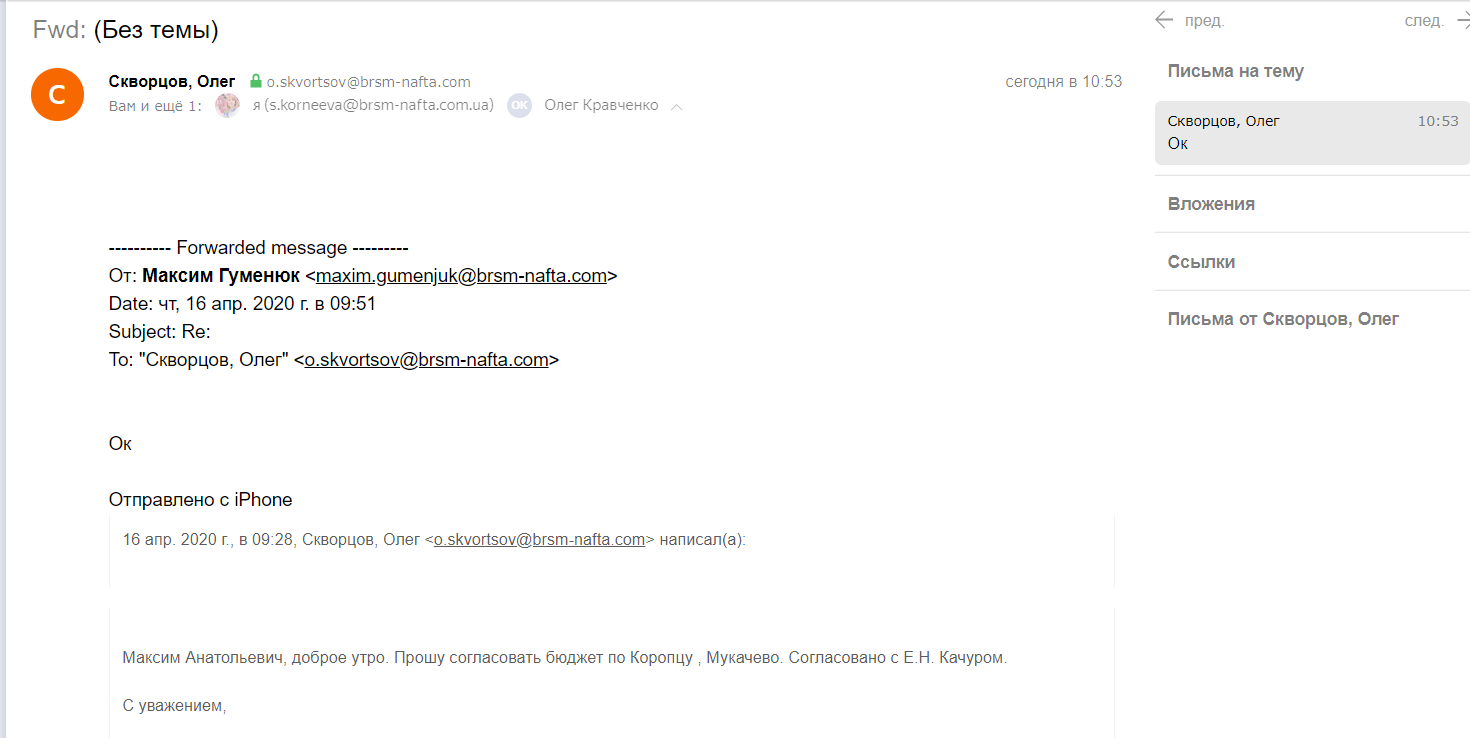 Fwd: (Без темы)
Скворцов, Олег o.skvortsov@brsm-nafta.com сегодня в 10:53
Вам и ещё 1: я (s.korneeva@brsm-nafta.com.ua) ОК Олег Кравченко
С
---------- Forwarded message ---------
От: Максим Гуменюк <maxim.gumenjuk@brsm-nafta.com>
Date: чт, 16 апр. 2020 г. в 09:51
Subject: Re:
To: "Скворцов, Олег" <o.skvortsov@brsm-nafta.com>
Ок
Отправлено с iPhone
16 апр. 2020 г., в 09:28, Скворцов, Олег <o.skvortsov@brsm-nafta.com> написал(а):
Максим Анатольевич, доброе утро. Прошу согласовать бюджет по Коропцу , Мукачево. Согласовано с Е.Н. Качуром.
С уважением,
пред. след.
Письма на тему
Скворцов, Олег 10:53
Ок
Вложения
Ссылки
Письма от Скворцов, Олег